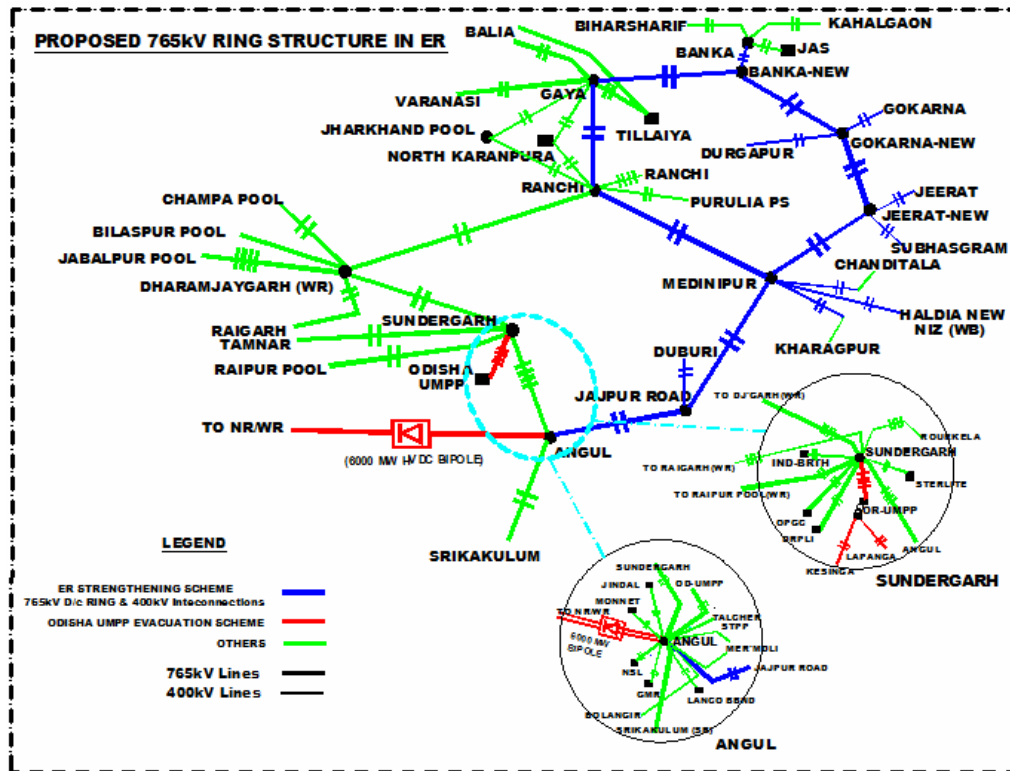 PROPOSED 765kV RING STRUCTURE IN ER
BALIA
BIHARSHARIF
KAHALGAON
BANKA
JAS
BANKA-NEW
GAYA
VARANASI
JHARKHAND POOL
TILLAIYA
NORTH KARANPURA
GOKARNA
DURGAPUR
GOKARNA-NEW
RANCHI
RANCHI
PURULIA PS
JEERAT
JEERAT-NEW
SUBHASGRAM
CHAMPA POOL
BILASPUR POOL
JABALPUR POOL
DHARAMJAYGARH (WR)
MEDINIPUR
CHANDITALA
HALDIA NEW
NIZ (WB)
KHARAGPUR
RAIGARH
TAMNAR
SUNDERGARH
RAIPUR POOL
ODISHA
UMPP
DUBURI
JAJPUR ROAD
TO NR/WR
(6000 MW HVDC BIPOLE)
ANGUL
SRIKAKULUM
TO DJ'GARH(WR)
ROURKELA
SUNDERGARH
IND-BRTH
TO RAIGARH(WR)
STERLITE
TO RAIPUR POOL(WR)
OR-UMPP
OPGC
DRPLI
LAPANGA
ANGUL
KESINGA
SUNDERGARH
LEGEND
ER STRENGTHENING SCHEME
765kV D/c RING & 400kV Inteconnections
ODISHA UMPP EVACUATION SCHEME
OTHERS
765kV Lines
400kV Lines
SUNDERGARH
JINDAL
OD-UMPP
MONNET
TO NR/WR
TALCHER
STPP
6000 MW
BIPOLE
ANGUL
MER'MDLI
JAJPUR ROAD
NSL
GMR
LANCO BBND
BOLANGIR
SRIKAKULUM (SR)
ANGUL